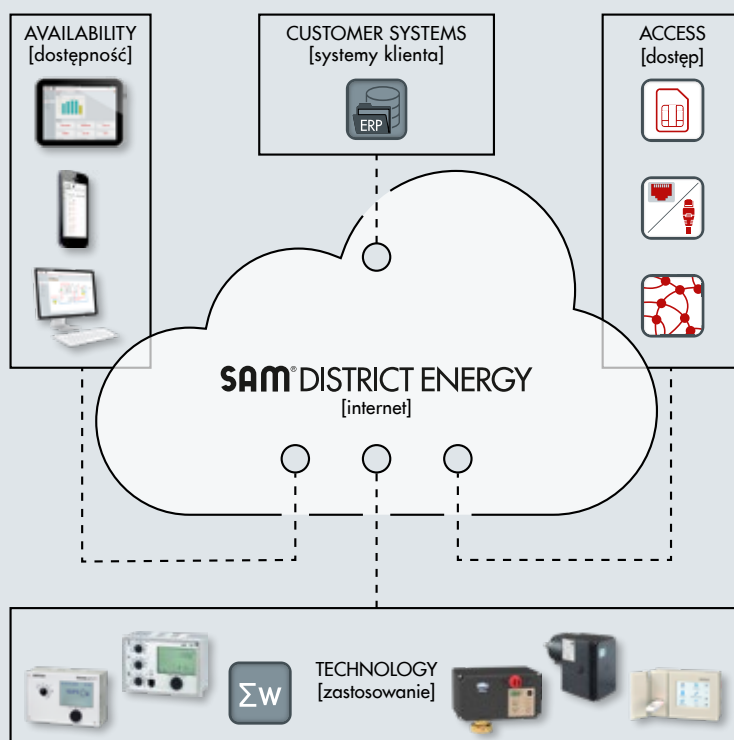 AVAILABILITY
[dostępność]
CUSTOMER SYSTEMS
[systemy klienta]
ERP
ACCESS
[dostęp]
SAM® DISTRICT ENERGY
[internet]
TECHNOLOGY
[zastosowanie]
ΣW